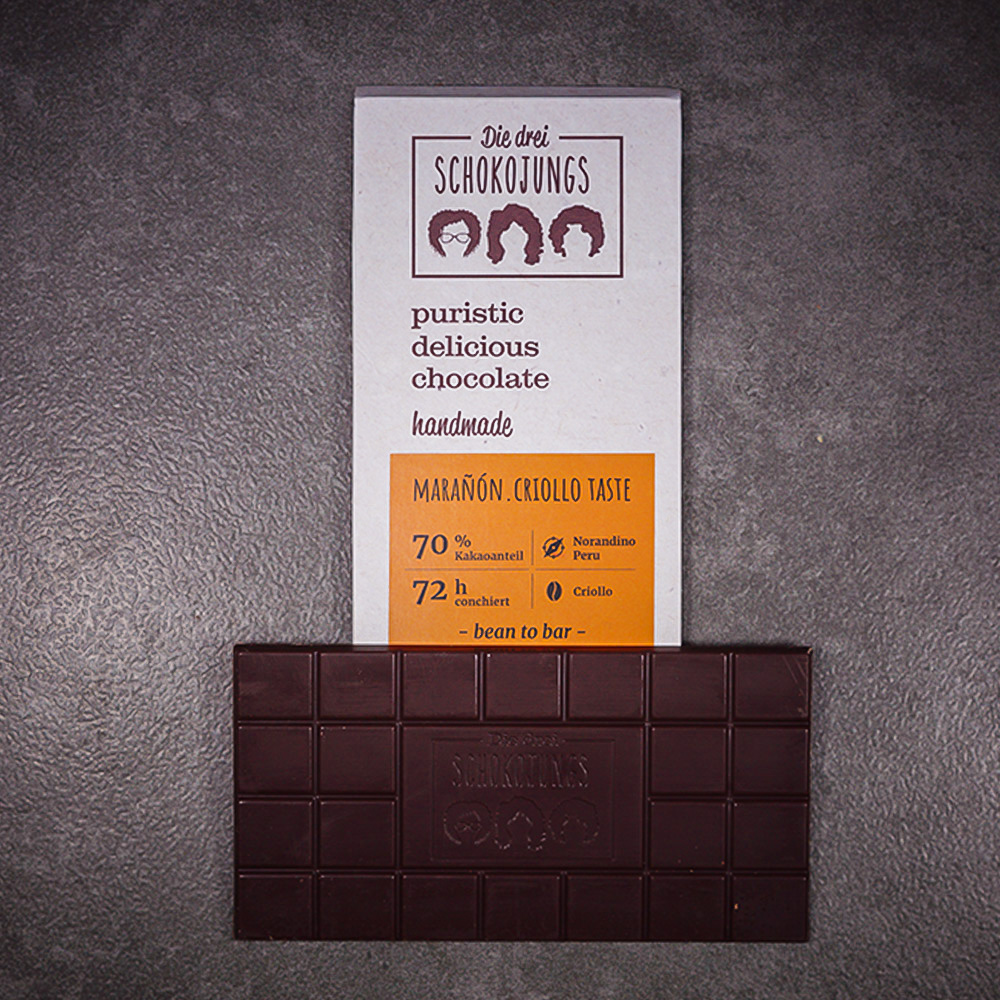 Die drei
SCHOKOJUNGS
puristic
delicious
chocolate
handmade
MARAÑÓN.CRIOLLO TASTE
70 % Kakaoanteil
Norandino Peru
72 h conchiert
Criollo
– bean to bar –
Die drei
SCHOKOJUNGS